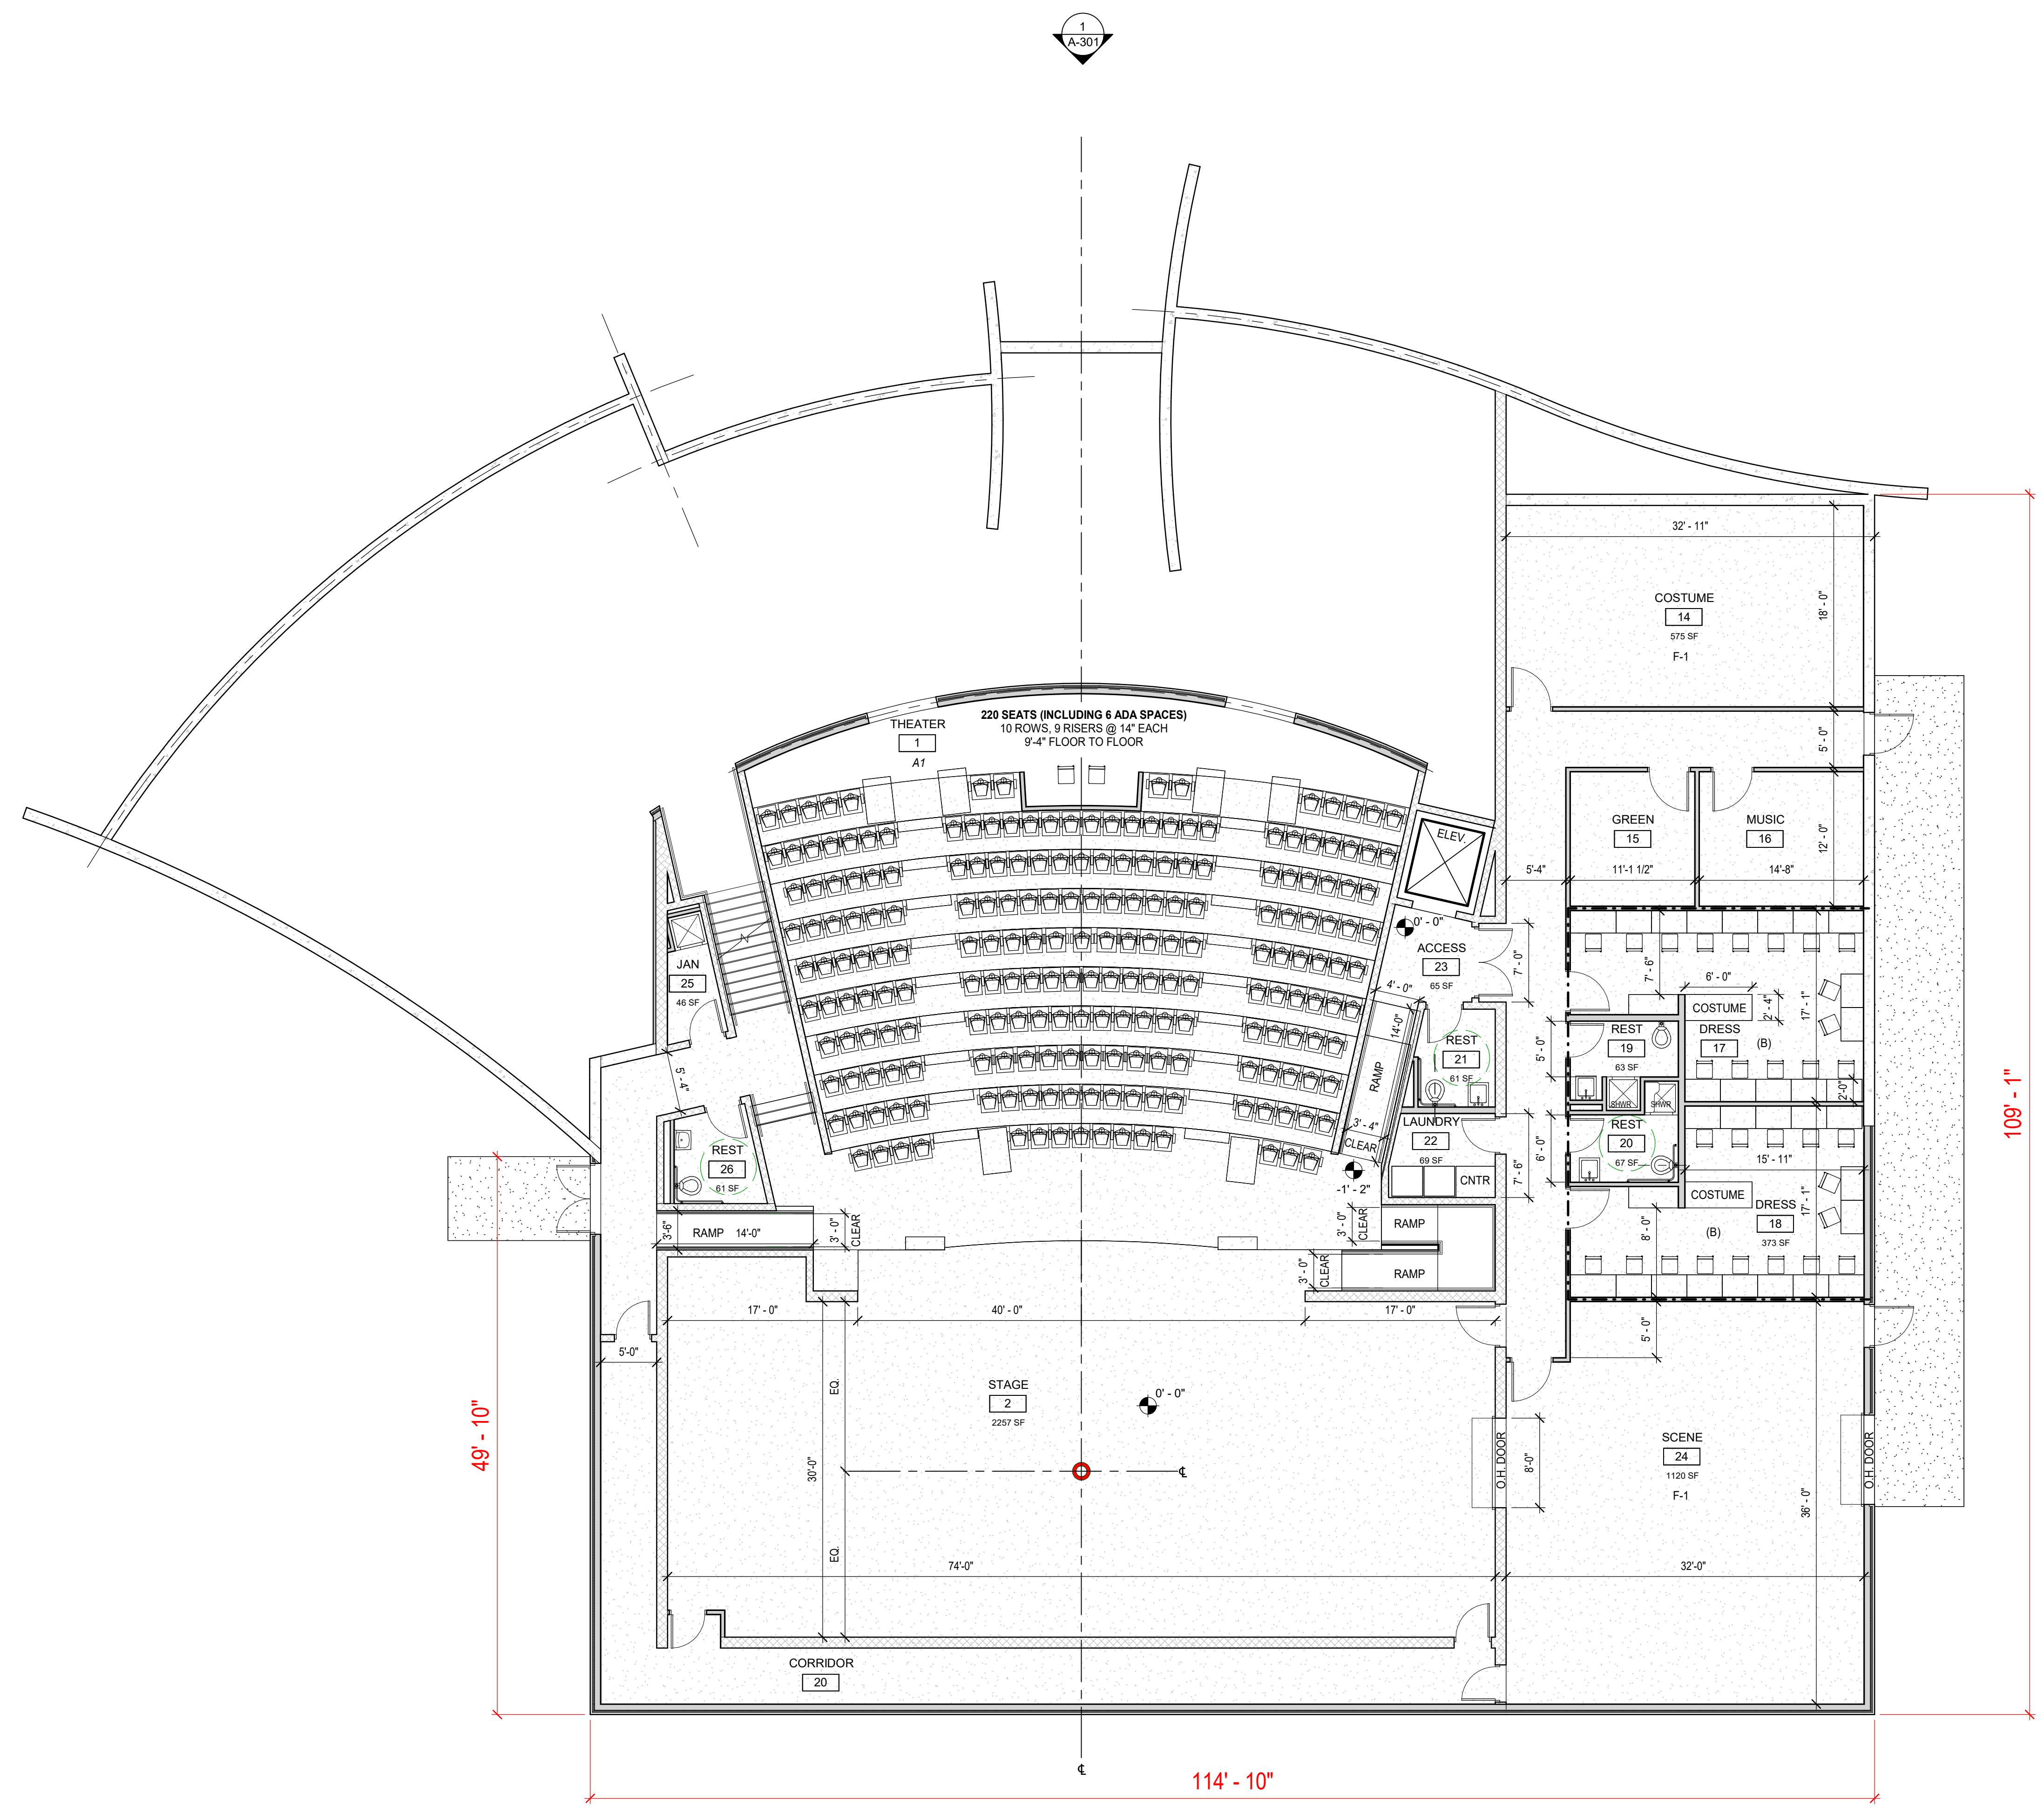 1
A-301
32' - 11"
COSTUME
14
575 SF
F-1
18' - 0"
THEATER
1
A1
220 SEATS (INCLUDING 6 ADA SPACES)
10 ROWS, 9 RISERS @ 14" EACH
9'-4" FLOOR TO FLOOR
5' - 0"
ELEV.
GREEN
15
11'-1 1/2"
MUSIC
16
14'-8"
12' - 0"
5'-4"
0' - 0"
ACCESS
23
65 SF
7' - 0"
4' - 0"
14'-0"
RAMP
JAN
25
46 SF
N
5' - 4"
7' - 6"
6' - 0"
COSTUME
2' - 4"
17' - 1"
DRESS
17
(B)
2'-0"
REST
19
63 SF
5' - 0"
SHWR
SHWR
REST
21
61 SF
LAUNDRY
22
69 SF
CNTR
3' - 4"
CLEAR
-1' - 2"
7' - 6"
6' - 0"
REST
20
67 SF
15' - 11"
COSTUME
DRESS
18
373 SF
(B)
17' - 1"
8' - 0"
REST
26
61 SF
3'-6"
RAMP
14'-0"
3' - 0"
CLEAR
3' - 0"
CLEAR
RAMP
3' - 0"
CLEAR
RAMP
17' - 0"
40' - 0"
17' - 0"
5' - 0"
5'-0"
EQ.
STAGE
2
2257 SF
0' - 0"
30'-0"
EQ.
74'-0"
O.H. DOOR
8'-0"
SCENE
24
1120 SF
F-1
O.H. DOOR
36' - 0"
32'-0"
CORRIDOR
20
49' - 10"
109' - 1"
114' - 10"